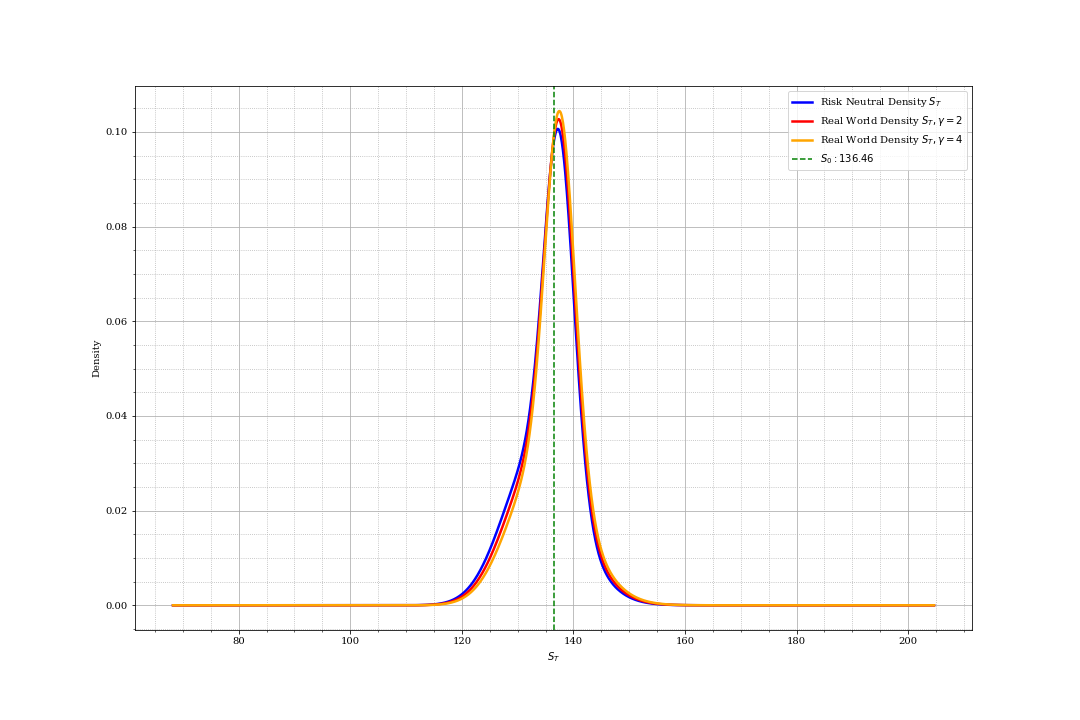 Risk Neutral Density $S_T$
Real World Density $S_T, γ = 2$
Real World Density $S_T, γ = 4$
$S_0 : 136.46$
0.10
0.08
0.06
0.04
0.02
0.00
Density
80
100
120
140
160
180
200
$S_T$